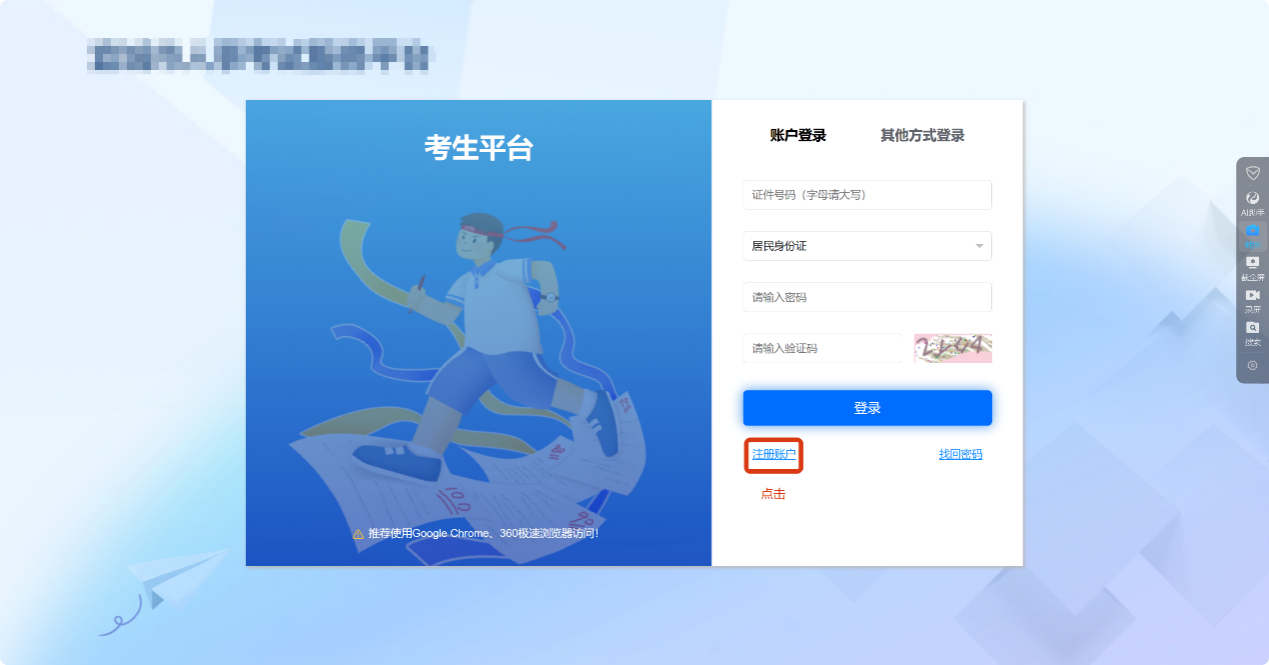 考生平台
账户登录
其他方式登录
证件号码（字母请大写）
居民身份证
请输入密码
请输入验证码
登录
注册账户
找回密码
点击
推荐使用Google Chrome、360极速浏览器访问!
100
AI助手
截全屏
录屏
搜索